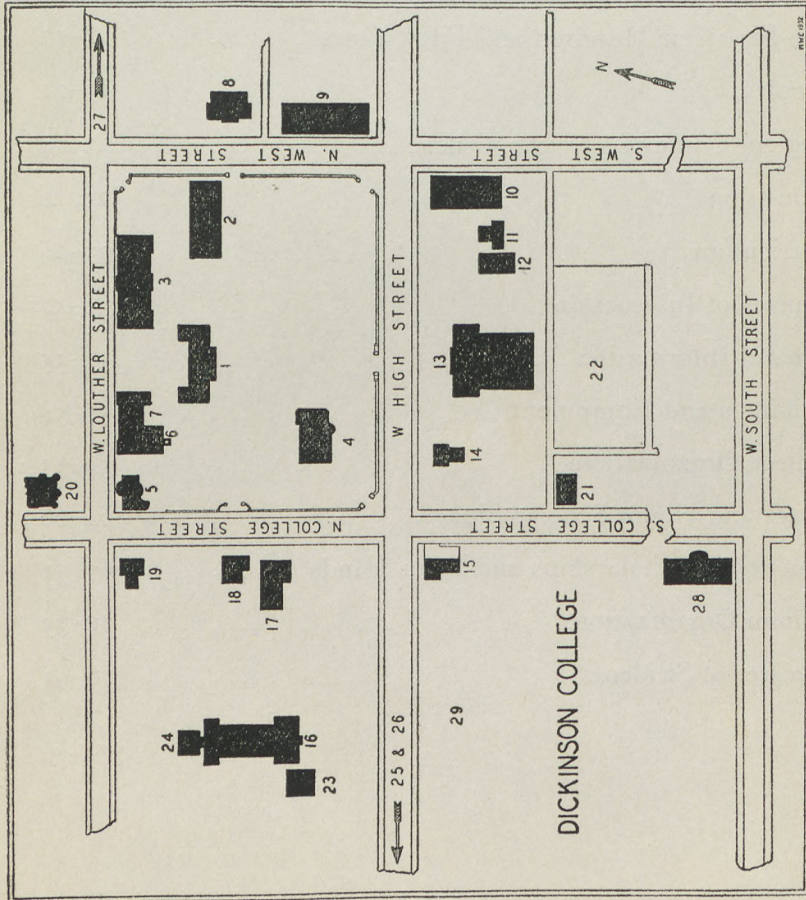 MWC 1932
27
8
9
N
W. LOUTHER STREET
N. WEST STREET
S. WEST STREET
2
3
1
7
6
5
4
20
W HIGH STREET
10
11
12
13
14
22
21
W. SOUTH STREET
N. COLLEGE STREET
S. COLLEGE STREET
19
18
17
15
28
24
16
23
25 & 26
29
DICKINSON COLLEGE